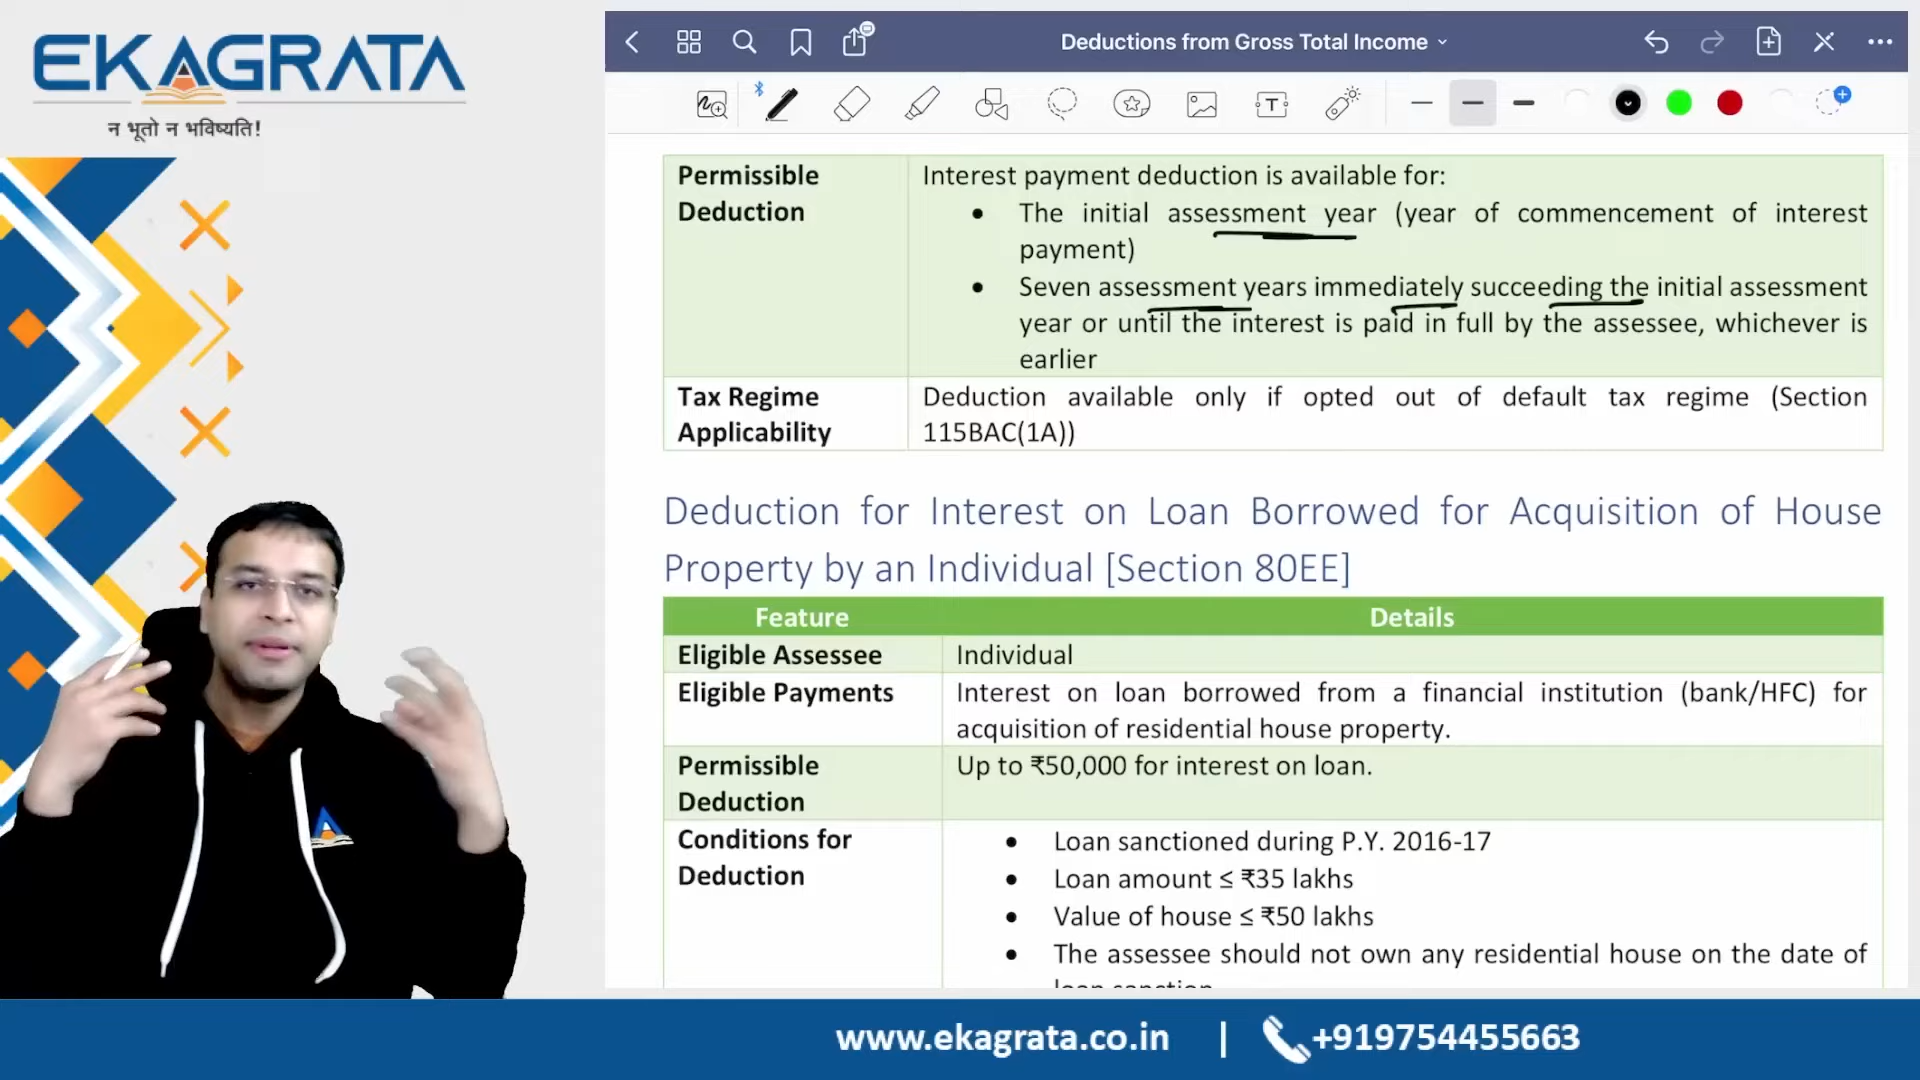 EKAGRATA
न भूतो न भविष्यति!
Deductions from Gross Total Income
T
Permissible Deduction
Interest payment deduction is available for:
• The initial assessment year (year of commencement of interest
payment)
• Seven assessment years immediately succeeding the initial assessment
year or until the interest is paid in full by the assessee, whichever is
earlier
Tax Regime Applicability
Deduction available only if opted out of default tax regime (Section
115BAC(1A))
Deduction for Interest on Loan Borrowed for Acquisition of House
Property by an Individual [Section 80EE]
Feature Details
Eligible Assessee Individual
Eligible Payments Interest on loan borrowed from a financial institution (bank/HFC) for
acquisition of residential house property.
Permissible Deduction
Up to ₹50,000 for interest on loan.
Conditions for Deduction
• Loan sanctioned during P.Y. 2016-17
• Loan amount ≤ ₹35 lakhs
• Value of house ≤ ₹50 lakhs
• The assessee should not own any residential house on the date of
www.ekagrata.co.in | +919754455663